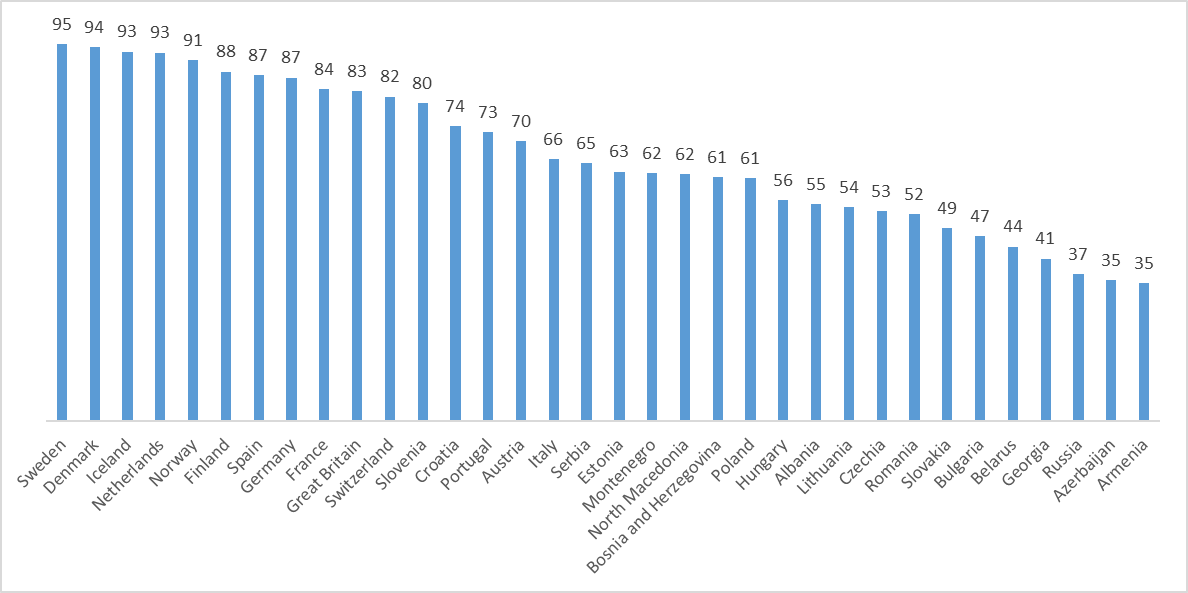 95
94
93
93
91
88
87
87
84
83
82
80
74
73
70
66
65
63
62
62
61
61
56
55
54
53
52
49
47
44
41
37
35
35
Sweden
Denmark
Iceland
Netherlands
Norway
Finland
Spain
Germany
France
Great Britain
Switzerland
Slovenia
Croatia
Portugal
Austria
Italy
Serbia
Estonia
Montenegro
North Macedonia
Bosnia and Herzegovina
Poland
Hungary
Albania
Lithuania
Czechia
Romania
Slovakia
Bulgaria
Belarus
Georgia
Russia
Azerbaijan
Armenia